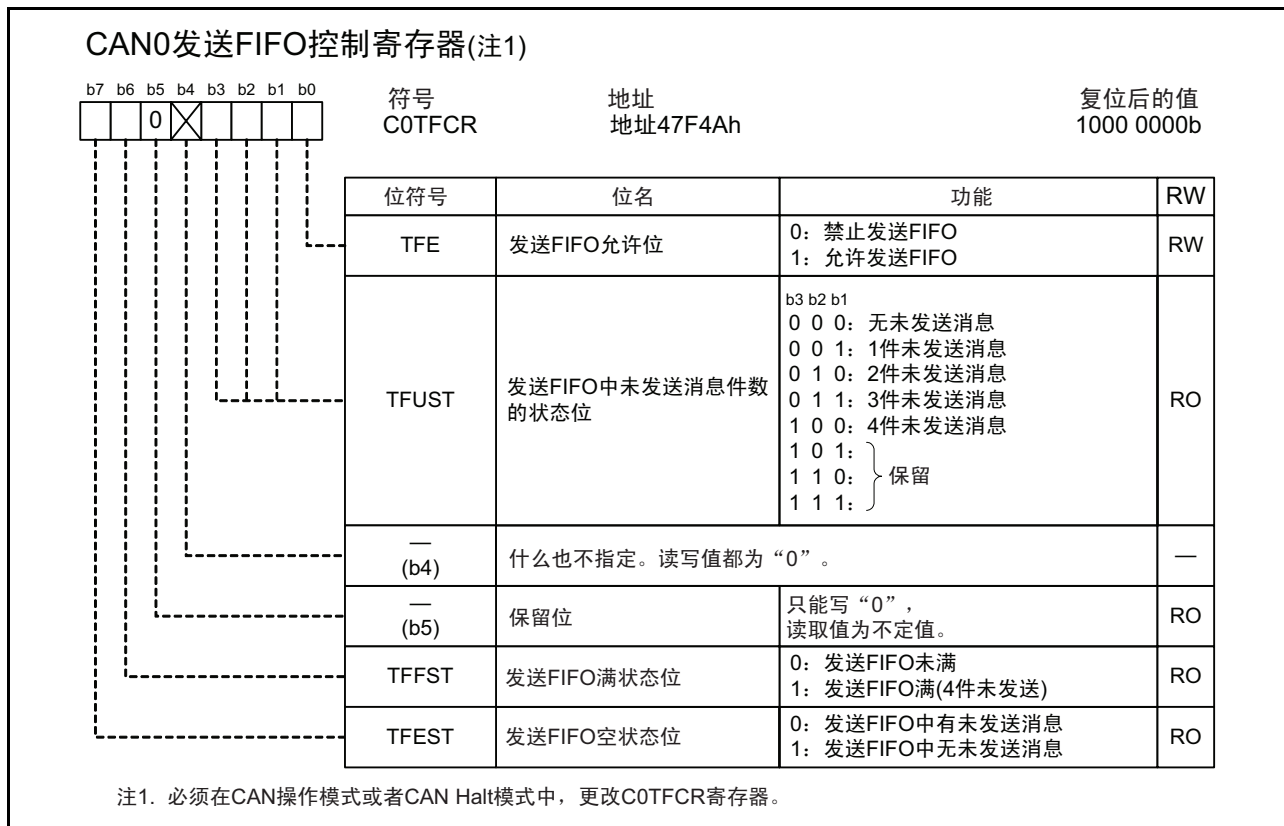 CAN0发送FIFO控制寄存器(注1)
b7 b6 b5 b4 b3 b2 b1 b0
0
符号 地址 复位后的值
C0TFCR 地址47F4Ah 1000 0000b
位符号 位名 功能 RW
TFE 发送FIFO允许位 0：禁止发送FIFO RW
1：允许发送FIFO
b3 b2 b1
0 0 0：无未发送消息
0 0 1：1件未发送消息
0 1 0：2件未发送消息
TFUST 发送FIFO中未发送消息件数 0 1 1：3件未发送消息 RO
的状态位 1 0 0：4件未发送消息
1 0 1：
1 1 0： 保留
1 1 1：
— 什么也不指定。读写值都为“0”。 —
(b4)
— 保留位 只能写“0”， RO
(b5) 读取值为不定值。
TFFST 发送FIFO满状态位 0：发送FIFO未满 RO
1：发送FIFO满(4件未发送)
TFEST 发送FIFO空状态位 0：发送FIFO中有未发送消息 RO
1：发送FIFO中无未发送消息
注1. 必须在CAN操作模式或者CAN Halt模式中，更改C0TFCR寄存器。